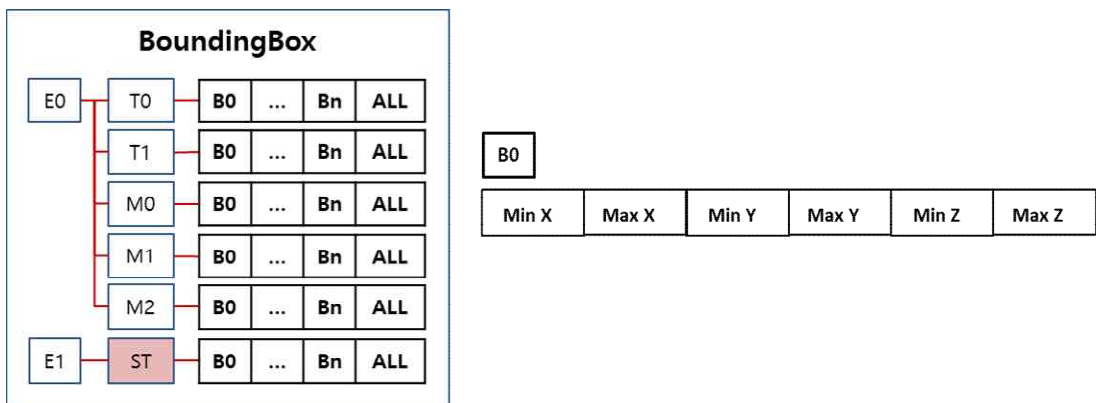 BoundingBox
E0 T0 B0 ... Bn ALL
T1 B0 ... Bn ALL
M0 B0 ... Bn ALL
M1 B0 ... Bn ALL
M2 B0 ... Bn ALL
E1 ST B0 ... Bn ALL
B0
Min X Max X Min Y Max Y Min Z Max Z